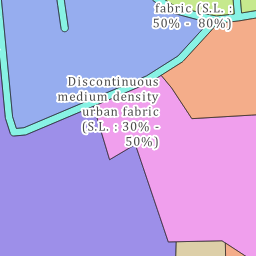 fabric (S.L. :
50% - 80%)
Discontinuous
medium density
urban fabric
(S.L. : 30% -
50%)